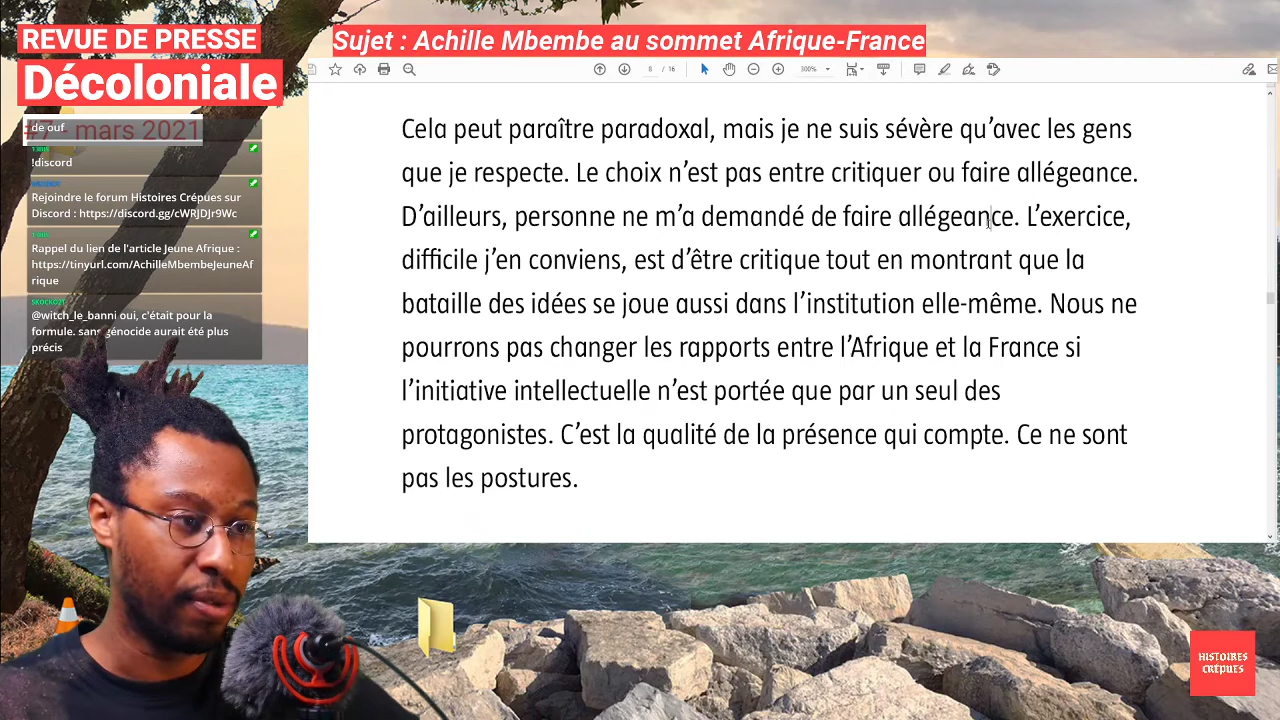 REVUE DE PRESSE
Décoloniale
#7 - mars 2021
Sujet : Achille Mbembe au sommet Afrique-France
8 / 16
300%
de ouf
!discord
Rejoindre le forum Histoires Crépues sur
Discord : https://discord.gg/cWRJDJr9Wc
Rappel du lien de l'article Jeune Afrique :
https://tinyurl.com/AchilleMbembeJeuneAf
rique
@witch_le_banni oui, c'était pour la
formule. sans génocide aurait été plus
précis
Cela peut paraître paradoxal, mais je ne suis sévère qu’avec les gens
que je respecte. Le choix n’est pas entre critiquer ou faire allégeance.
D’ailleurs, personne ne m’a demandé de faire allégeance. L’exercice,
difficile j’en conviens, est d’être critique tout en montrant que la
bataille des idées se joue aussi dans l’institution elle-même. Nous ne
pourrons pas changer les rapports entre l’Afrique et la France si
l’initiative intellectuelle n’est portée que par un seul des
protagonistes. C’est la qualité de la présence qui compte. Ce ne sont
pas les postures.
HISTOIRES
CRÉPUES